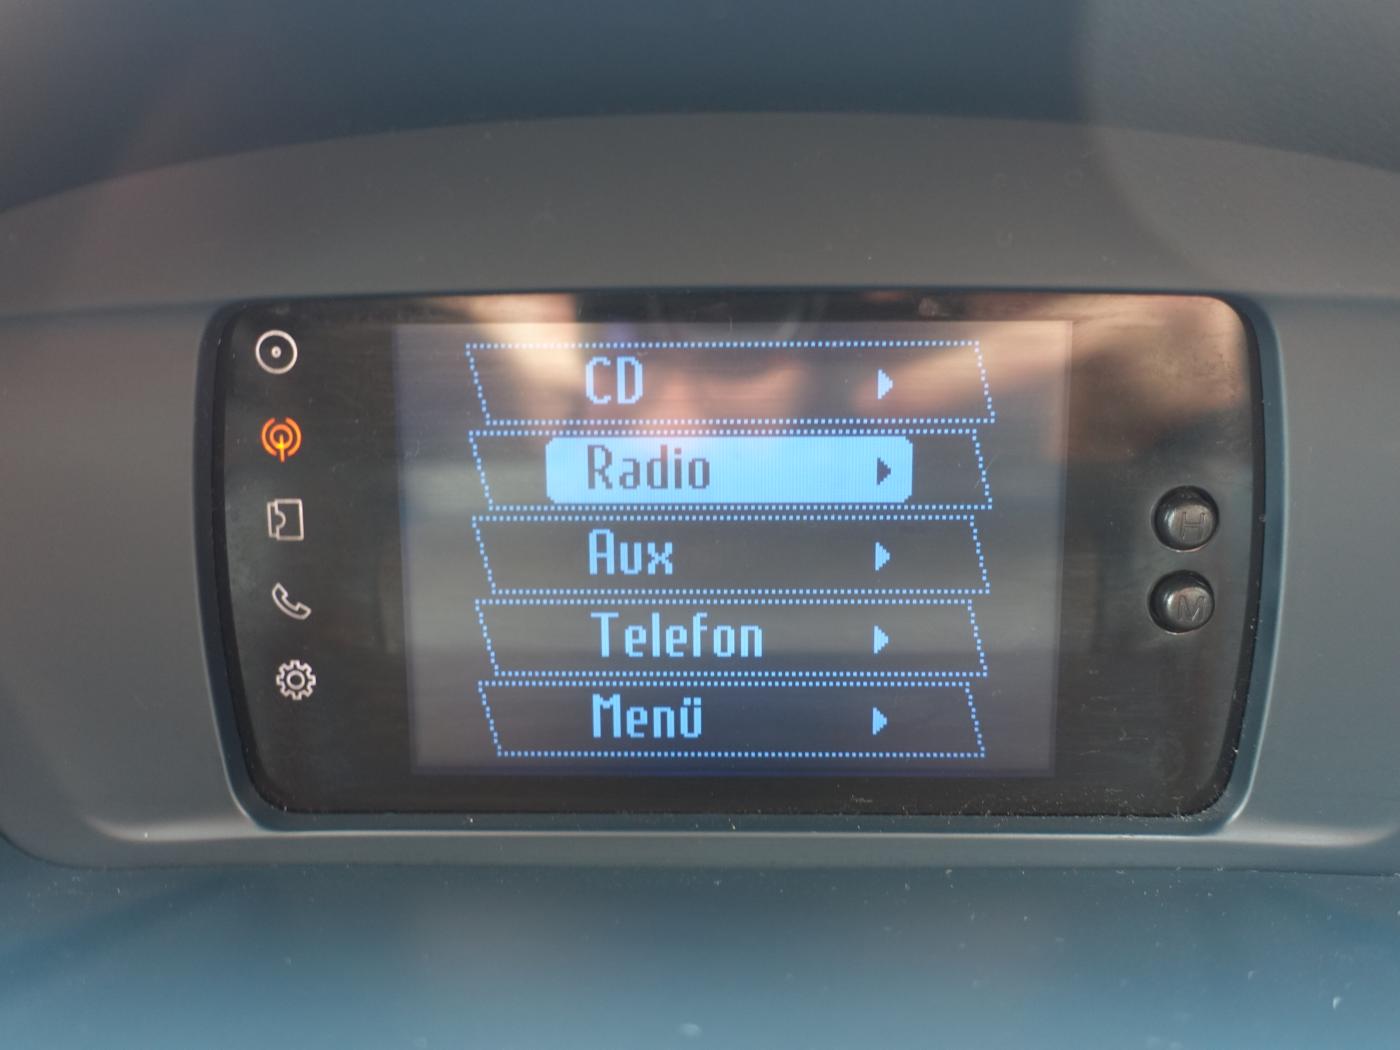 CD
Radio
Aux
Telefon
Menü
H
M